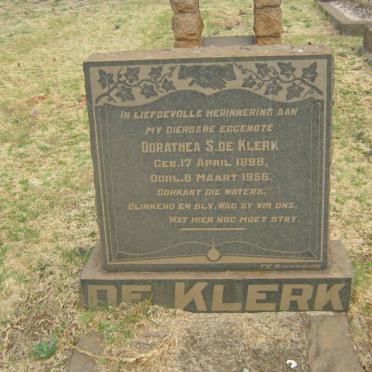 IN LIEFDEVOLLE HERINNERING AAN
MY DIERBARE EGGENOTE
DORATHEA S. DE KLERK
GEB. 17 APRIL 1898.
OORL. 8 MAART 1956.
OORKANT DIE WATERS,
BLINKEND EN BLY, WAG SY VIR ONS,
WAT HIER NOG MOET STRY.
DE KLERK